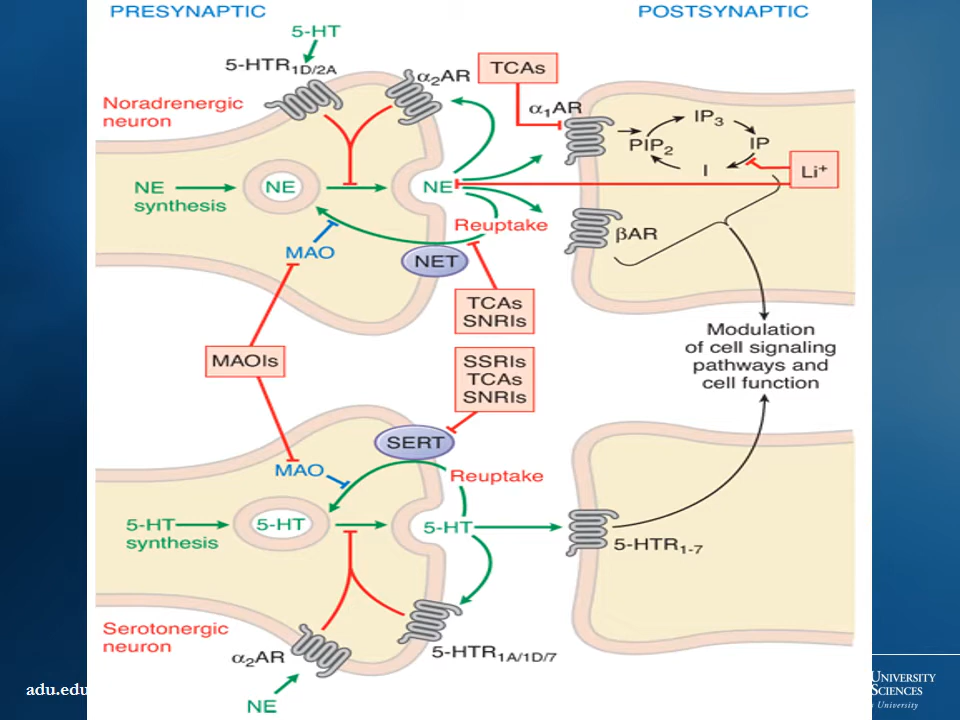 PRESYNAPTIC
POSTSYNAPTIC
5-HT
5-HTR1D/2A
α2AR
TCAs
Noradrenergic
neuron
α1AR
IP3
PIP2
IP
I
Li+
NE
synthesis
NE
NE
Reuptake
βAR
MAO
NET
TCAs
SNRIs
Modulation
of cell signaling
pathways and
cell function
MAOIs
SSRIs
TCAs
SNRIs
SERT
MAO
Reuptake
5-HT
synthesis
5-HT
5-HT
5-HTR1-7
Serotonergic
neuron
α2AR
5-HTR1A/1D/7
NE
adu.edu
UNIVERSITY
SCIENCES
University